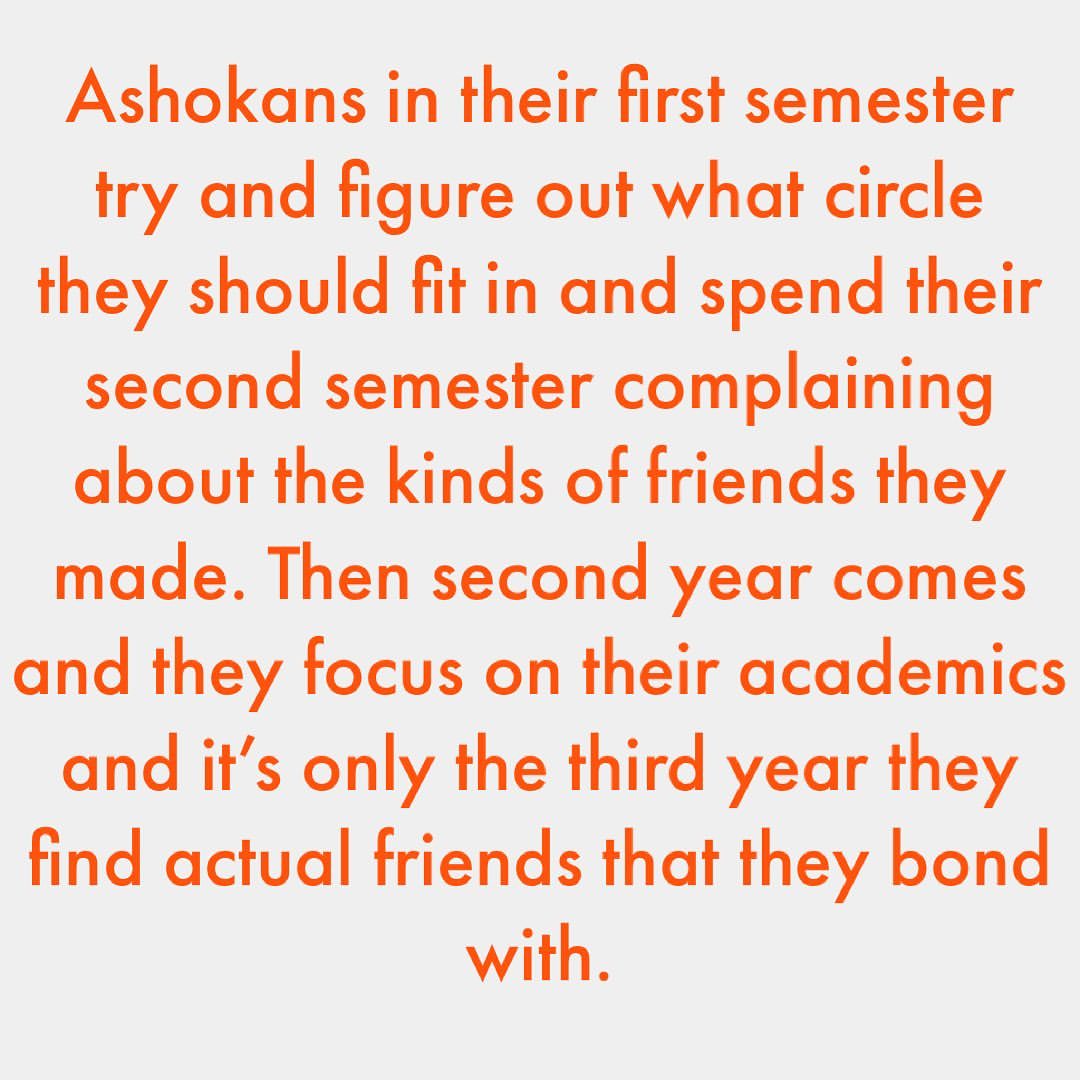 Ashokans in their first semester
try and figure out what circle
they should fit in and spend their
second semester complaining
about the kinds of friends they
made. Then second year comes
and they focus on their academics
and it’s only the third year they
find actual friends that they bond
with.